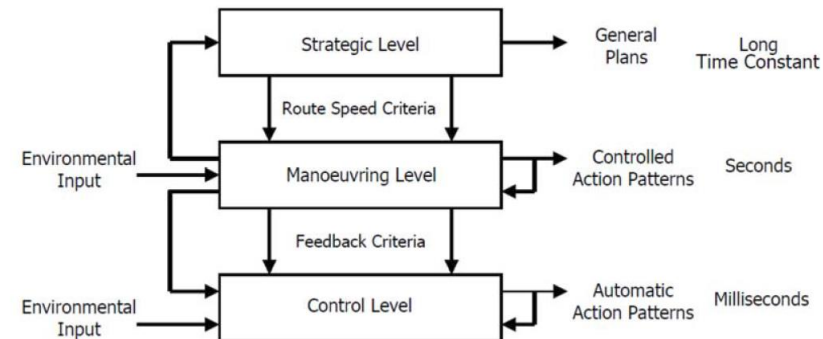 Strategic Level
General
Plans
Long
Time Constant
Route Speed Criteria
Environmental
Input
Manoeuvring Level
Controlled
Action Patterns
Seconds
Feedback Criteria
Environmental
Input
Control Level
Automatic
Action Patterns
Milliseconds